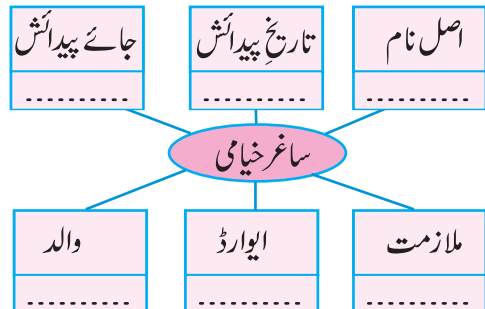 اصل نام
..........
تاریخِ پیدائش
..........
جائے پیدائش
..........
ساغر خیامی
ملازمت
..........
ایوارڈ
..........
والد
..........